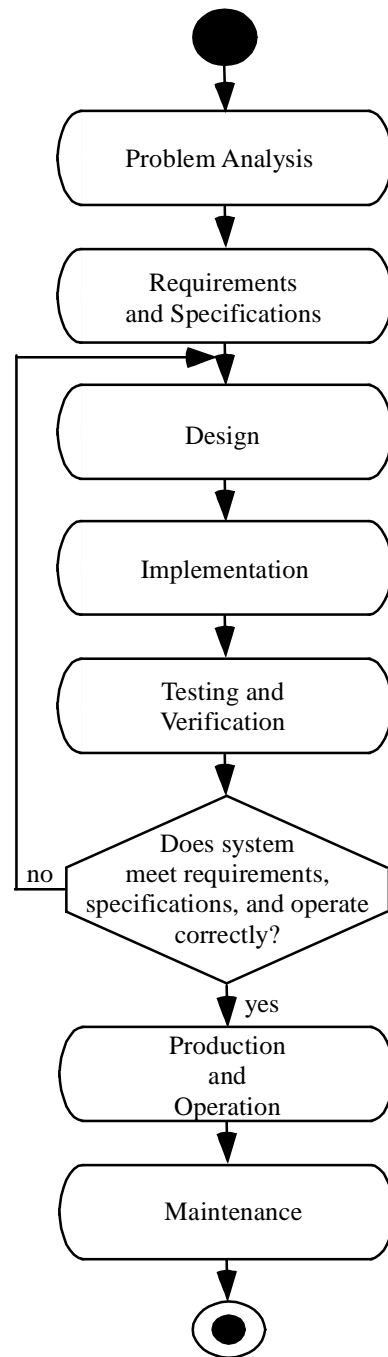 Problem Analysis
Requirements
and Specifications
Design
Implementation
Testing and
Verification
Does system
meet requirements,
specifications, and operate
correctly?
no
yes
Production
and
Operation
Maintenance